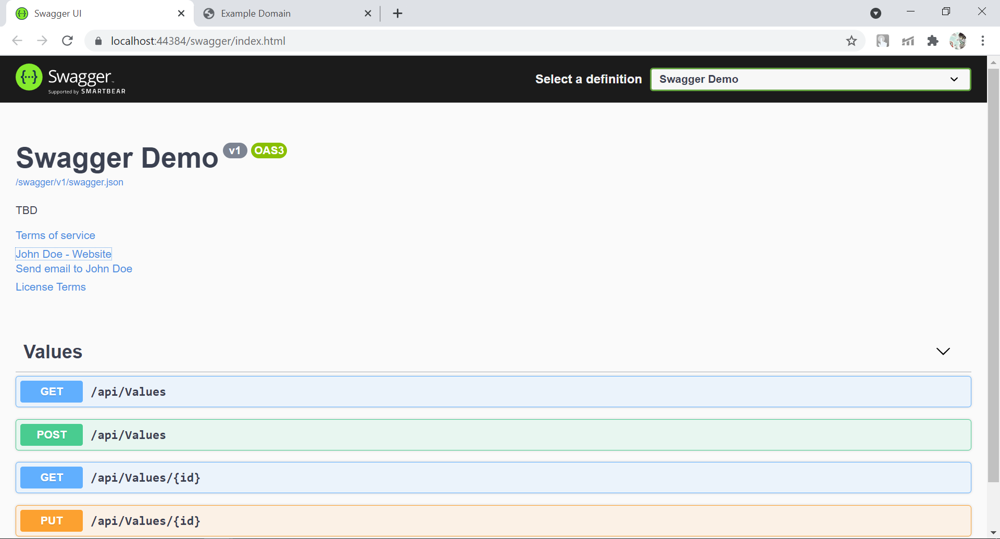 Swagger UI
Example Domain
localhost:44384/swagger/index.html
{···} Swagger™
Supported by SMARTBEAR
Select a definition
Swagger Demo
Swagger Demo v1 OAS3
/swagger/v1/swagger.json
TBD
Terms of service
John Doe - Website
Send email to John Doe
License Terms
Values
GET /api/Values
POST /api/Values
GET /api/Values/{id}
PUT /api/Values/{id}